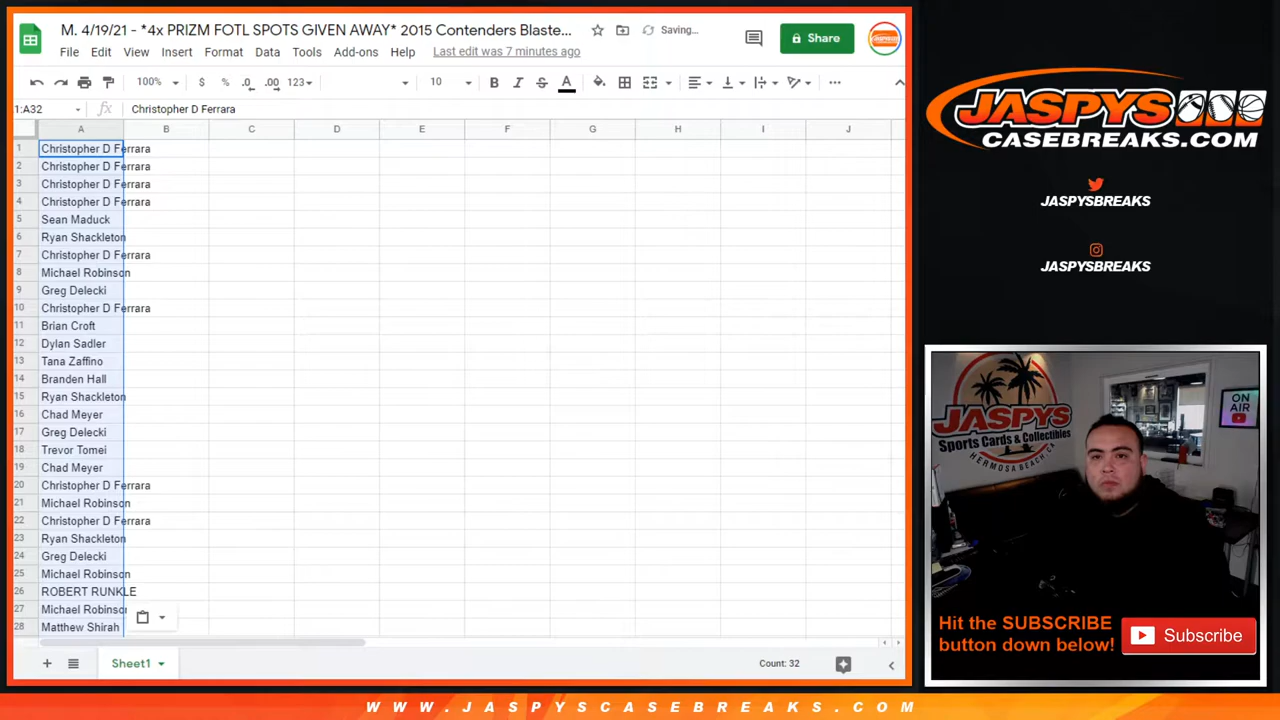 M. 4/19/21 - *4x PRIZM FOTL SPOTS GIVEN AWAY* 2015 Contenders Blaste...
Saving...
Share
File Edit View Insert Format Data Tools Add-ons Help Last edit was 7 minutes ago
100% $ % .0 .00 123 10 B I S A
1:A32 fx Christopher D Ferrara
A B C D E F G H I J
1 Christopher D Ferrara
2 Christopher D Ferrara
3 Christopher D Ferrara
4 Christopher D Ferrara
5 Sean Maduck
6 Ryan Shackleton
7 Christopher D Ferrara
8 Michael Robinson
9 Greg Delecki
10 Christopher D Ferrara
11 Brian Croft
12 Dylan Sadler
13 Tana Zaffino
14 Branden Hall
15 Ryan Shackleton
16 Chad Meyer
17 Greg Delecki
18 Trevor Tomei
19 Chad Meyer
20 Christopher D Ferrara
21 Michael Robinson
22 Christopher D Ferrara
23 Ryan Shackleton
24 Greg Delecki
25 Michael Robinson
26 ROBERT RUNKLE
27 Michael Robinson
28 Matthew Shirah
Sheet1 Count: 32
JASPYS
CASEBREAKS.COM
JASPYSBREAKS
JASPYSBREAKS
JASPYS
Sports Cards & Collectibles
HERMOSA BEACH, CA
ON
AIR
Hit the SUBSCRIBE
button down below!
Subscribe
WWW.JASPYSCASEBREAKS.COM